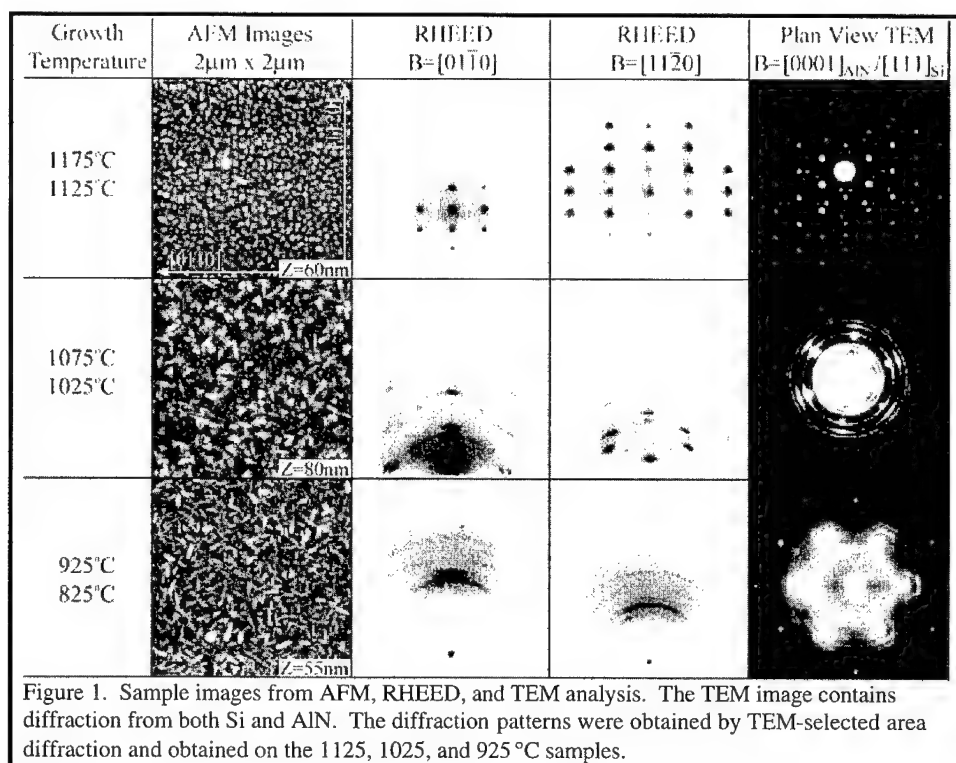 Growth Temperature
AFM Images 2μm x 2μm
RHEED B=[011̅0]
RHEED B=[112̅0]
Plan View TEM B=[0001]AlN/[111]Si
1175°C
1125°C
Z=60nm
1075°C
1025°C
Z=80nm
925°C
825°C
Z=55nm
Figure 1. Sample images from AFM, RHEED, and TEM analysis. The TEM image contains
diffraction from both Si and AlN. The diffraction patterns were obtained by TEM-selected area
diffraction and obtained on the 1125, 1025, and 925 °C samples.